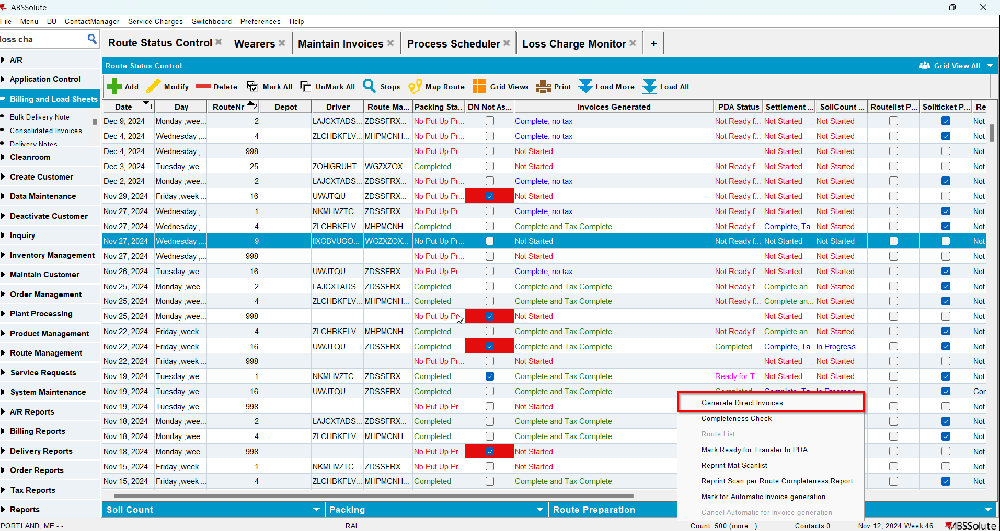 ABSSolute
File Menu BU ContactManager Service Charges Switchboard Preferences Help
loss cha
Route Status Control Wearers Maintain Invoices Process Scheduler Loss Charge Monitor +
Route Status Control Grid View All
Add Modify Delete Mark All UnMark All Stops Map Route Grid Views Print Load More Load All
A/R
Application Control
Billing and Load Sheets
Bulk Delivery Note
Consolidated Invoices
Delivery Notes
Cleanroom
Create Customer
Data Maintenance
Deactivate Customer
Inquiry
Inventory Management
Maintain Customer
Order Management
Plant Processing
Product Management
Route Management
Service Requests
System Maintenance
A/R Reports
Billing Reports
Delivery Reports
Order Reports
Tax Reports
Reports
Date 1 Day RouteNr 2 Depot Driver Route Ma... Packing Sta... DN Not As... Invoices Generated PDA Status Settlement ... SoilCount ... Routelist P... Soilticket P... Re
Dec 9, 2024 Monday ,wee... 2 LAJCXTADS... ZDSSFRX... No Put Up Pr... Complete, no tax Not Ready f... Not Started Not Started Not
Dec 4, 2024 Wednesday ,... 4 ZLCHBKFLV... MHPMCNH... No Put Up Pr... Complete, no tax Not Ready f... Not Started Not Started Not
Dec 4, 2024 Wednesday ,... 998 No Put Up Pr... Not Started Not Started Not Started Not
Dec 3, 2024 Tuesday ,we... 25 ZOHIGRUHT... WGZXZOX... Completed Not Started Not Ready f... Not Started Not Started Not
Dec 2, 2024 Monday ,wee... 2 LAJCXTADS... ZDSSFRX... No Put Up Pr... Complete, no tax Not Ready f... Not Started Not Started Not
Nov 29, 2024 Friday ,week ... 16 UWJTQU ZDSSFRX... No Put Up Pr... Not Started Not Ready f... Not Started Not Started Not
Nov 27, 2024 Wednesday ,... 1 NKMLIVZTC... ZDSSFRX... No Put Up Pr... Complete, no tax Not Ready f... Not Started Not Started Not
Nov 27, 2024 Wednesday ,... 4 ZLCHBKFLV... MHPMCNH... Completed Complete and Tax Complete Not Ready f... Complete, Ta... Not Started Not
Nov 27, 2024 Wednesday ,... 9 IIXGBVUGO... WGZXZOX... No Put Up Pr... Not Started Not Ready f... Not Started Not Started Not
Nov 27, 2024 Wednesday ,... 998 No Put Up Pr... Not Started Not Started Not Started Not
Nov 26, 2024 Tuesday ,we... 16 UWJTQU ZDSSFRX... No Put Up Pr... Complete, no tax Not Ready f... Not Started Not Started Not
Nov 25, 2024 Monday ,wee... 2 LAJCXTADS... ZDSSFRX... Completed Complete and Tax Complete Not Ready f... Complete an... Not Started Not
Nov 25, 2024 Monday ,wee... 4 ZLCHBKFLV... MHPMCNH... Completed Complete and Tax Complete Not Ready f... Complete an... Not Started Not
Nov 25, 2024 Monday ,wee... 998 No Put Up Pr... Not Started Not Started Not Started Not
Nov 22, 2024 Friday ,week ... 4 ZLCHBKFLV... MHPMCNH... Completed Complete and Tax Complete Not Ready f... Complete an... Not Started Not
Nov 22, 2024 Friday ,week ... 16 UWJTQU ZDSSFRX... Completed Complete and Tax Complete Completed Complete, Ta... In Progress Not
Nov 22, 2024 Friday ,week ... 998 No Put Up Pr... Not Started Not Started Not Started Not
Nov 19, 2024 Tuesday ,we... 1 NKMLIVZTC... ZDSSFRX... Completed Complete and Tax Complete Ready for T... Not Started Not Started Not
Nov 19, 2024 Tuesday ,we... 16 UWJTQU ZDSSFRX... Completed Complete and Tax Complete Completed Complete, Ta... In Progress Cor
Nov 19, 2024 Tuesday ,we... 998 No Put Up Pr... Not Started Not
Nov 18, 2024 Monday ,wee... 2 LAJCXTADS... ZDSSFRX... Completed Complete and Tax Complete Not
Nov 18, 2024 Monday ,wee... 4 ZLCHBKFLV... MHPMCNH... Completed Complete and Tax Complete Not
Nov 18, 2024 Monday ,wee... 998 No Put Up Pr... Not Started Not
Nov 15, 2024 Friday ,week ... 1 NKMLIVZTC... ZDSSFRX... No Put Up Pr... Not Started Not
Nov 15, 2024 Friday ,week ... 4 ZLCHBKFLV... MHPMCNH... Completed Complete and Tax Complete Not
Generate Direct Invoices
Completeness Check
Route List
Mark Ready for Transfer to PDA
Reprint Mat Scanlist
Reprint Scan per Route Completeness Report
Mark for Automatic Invoice generation
Cancel Automatic for Invoice generation
Soil Count Packing Route Preparation
PORTLAND, ME - - RAL Count: 500 (more...) Contacts 0 Nov 12, 2024 Week 46 ABSSolute